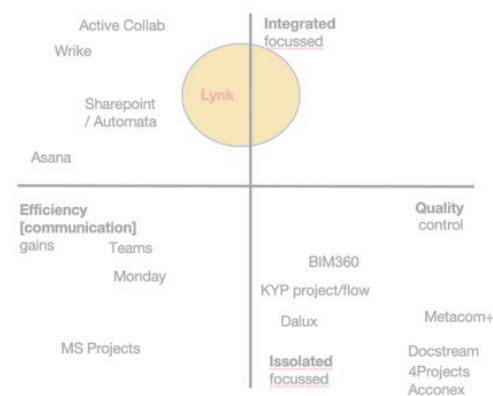 Active Collab
Integrated
focussed
Wrike
Lynk
Sharepoint
/ Automata
Asana
Efficiency
[communication]
gains
Quality
control
Teams
Monday
BIM360
KYP project/flow
Dalux
Metacom+
MS Projects
Issolated
focussed
Docstream
4Projects
Acconex